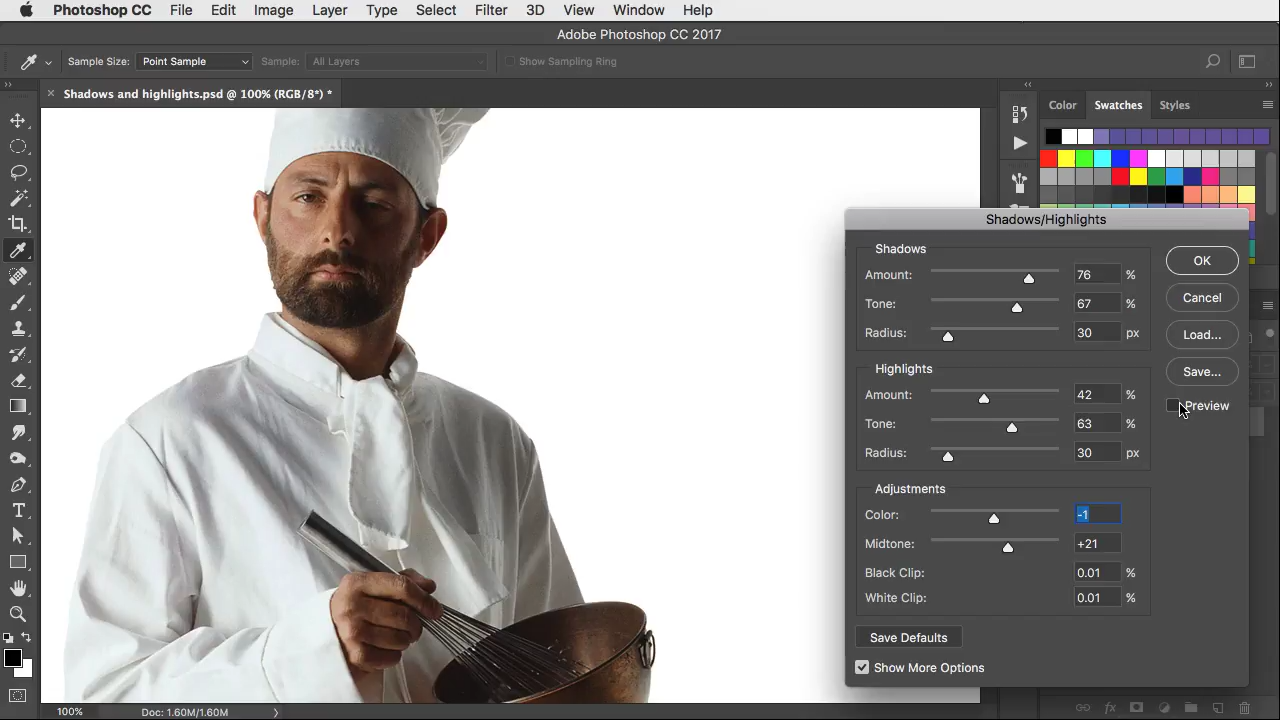 Photoshop CC File Edit Image Layer Type Select Filter 3D View Window Help
Adobe Photoshop CC 2017
Sample Size: Point Sample Sample: All Layers Show Sampling Ring
Shadows and highlights.psd @ 100% (RGB/8*) *
Color Swatches Styles
Shadows/Highlights
Shadows
Amount: 76 %
Tone: 67 %
Radius: 30 px
Highlights
Amount: 42 %
Tone: 63 %
Radius: 30 px
Adjustments
Color: -1
Midtone: +21
Black Clip: 0.01 %
White Clip: 0.01 %
Save Defaults
Show More Options
OK
Cancel
Load...
Save...
Preview
T
fx
100% Doc: 1.60M/1.60M